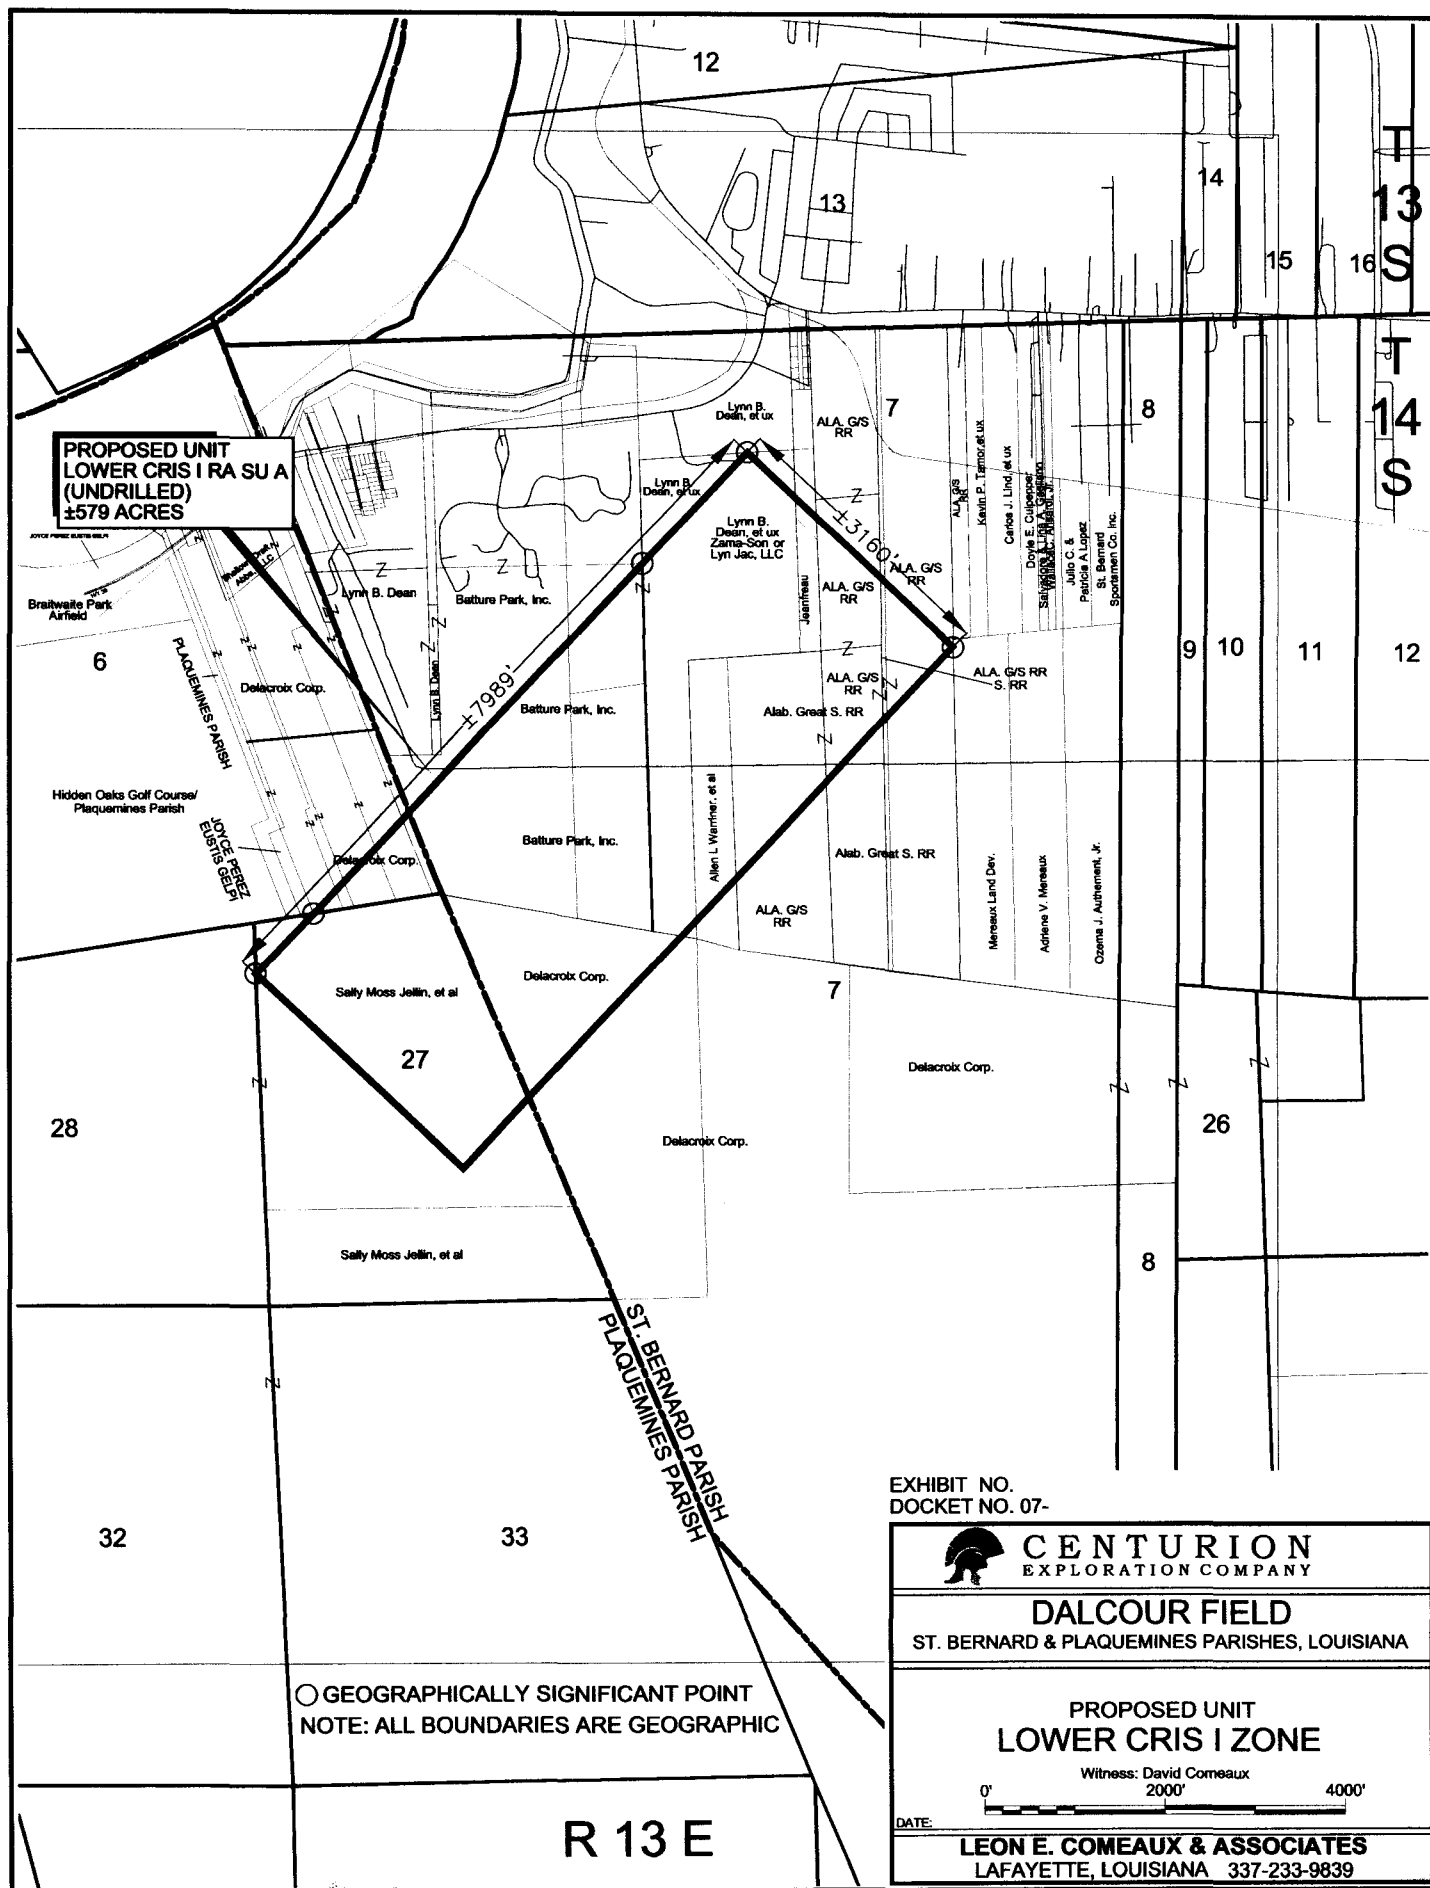 12
T
13
S
14
13
15
16
T
14
S
Lynn B.
Dean, et ux
ALA. G/S
RR
7
8
PROPOSED UNIT
LOWER CRIS I RA SU A
(UNDRILLED)
±579 ACRES
JOYCE PEREZ EUSTIS GELPI
Lynn B.
Dean, et ux
Lynn B.
Dean, et ux
Zama-Son or
Lyn Jac, LLC
±3160'
ALA. G/S
RR
Kevin P. Tarnor, et ux
Carlos J. Lind, et ux
Doyle E. Culpepper
Julio C. &
Patricia A Lopez
St. Bernard
Sportsmen Co. Inc.
ALA. G/S
RR
ALA. G/S
RR
Jeanfreau
Braitwaite Park
Airfield
Lynn B. Dean
Batture Park, Inc.
6
PLAQUEMINES PARISH
Delacroix Corp.
Lynn B. Dean
±7989'
Batture Park, Inc.
ALA. G/S
RR
Alab. Great S. RR
ALA. G/S RR
S. RR
9
10
11
12
Hidden Oaks Golf Course/
Plaquemines Parish
JOYCE PEREZ
EUSTIS GELPI
Delacroix Corp.
Batture Park, Inc.
Allen L Warriner, et al
Alab. Great S. RR
ALA. G/S
RR
Mereaux Land Dev.
Adriene V. Mereaux
Ozema J. Authement, Jr.
Sally Moss Jellin, et al
Delacroix Corp.
7
27
Delacroix Corp.
28
Delacroix Corp.
26
Sally Moss Jellin, et al
8
ST. BERNARD PARISH
PLAQUEMINES PARISH
32
33
EXHIBIT NO.
DOCKET NO. 07-
CENTURION
EXPLORATION COMPANY
DALCOUR FIELD
ST. BERNARD & PLAQUEMINES PARISHES, LOUISIANA
○ GEOGRAPHICALLY SIGNIFICANT POINT
NOTE: ALL BOUNDARIES ARE GEOGRAPHIC
PROPOSED UNIT
LOWER CRIS I ZONE
Witness: David Comeaux
0' 2000' 4000'
DATE:
LEON E. COMEAUX & ASSOCIATES
LAFAYETTE, LOUISIANA 337-233-9839
R 13 E